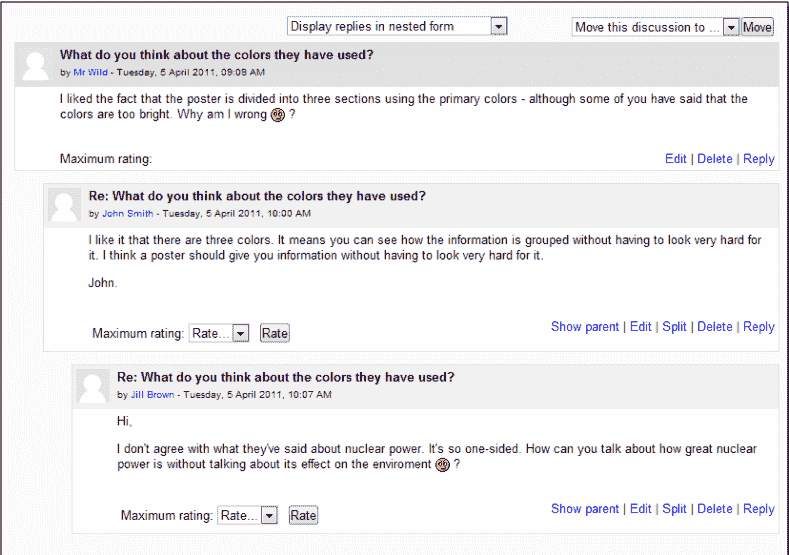 Display replies in nested form
Move this discussion to ... Move
What do you think about the colors they have used?
by Mr Wild - Tuesday, 5 April 2011, 09:08 AM
I liked the fact that the poster is divided into three sections using the primary colors - although some of you have said that the
colors are too bright. Why am I wrong ?
Maximum rating:
Edit | Delete | Reply
Re: What do you think about the colors they have used?
by John Smith - Tuesday, 5 April 2011, 10:00 AM
I like it that there are three colors. It means you can see how the information is grouped without having to look very hard for
it. I think a poster should give you information without having to look very hard for it.
John.
Maximum rating: Rate... Rate
Show parent | Edit | Split | Delete | Reply
Re: What do you think about the colors they have used?
by Jill Brown - Tuesday, 5 April 2011, 10:07 AM
Hi,
I don't agree with what they've said about nuclear power. It's so one-sided. How can you talk about how great nuclear
power is without talking about its effect on the enviroment ?
Maximum rating: Rate... Rate
Show parent | Edit | Split | Delete | Reply